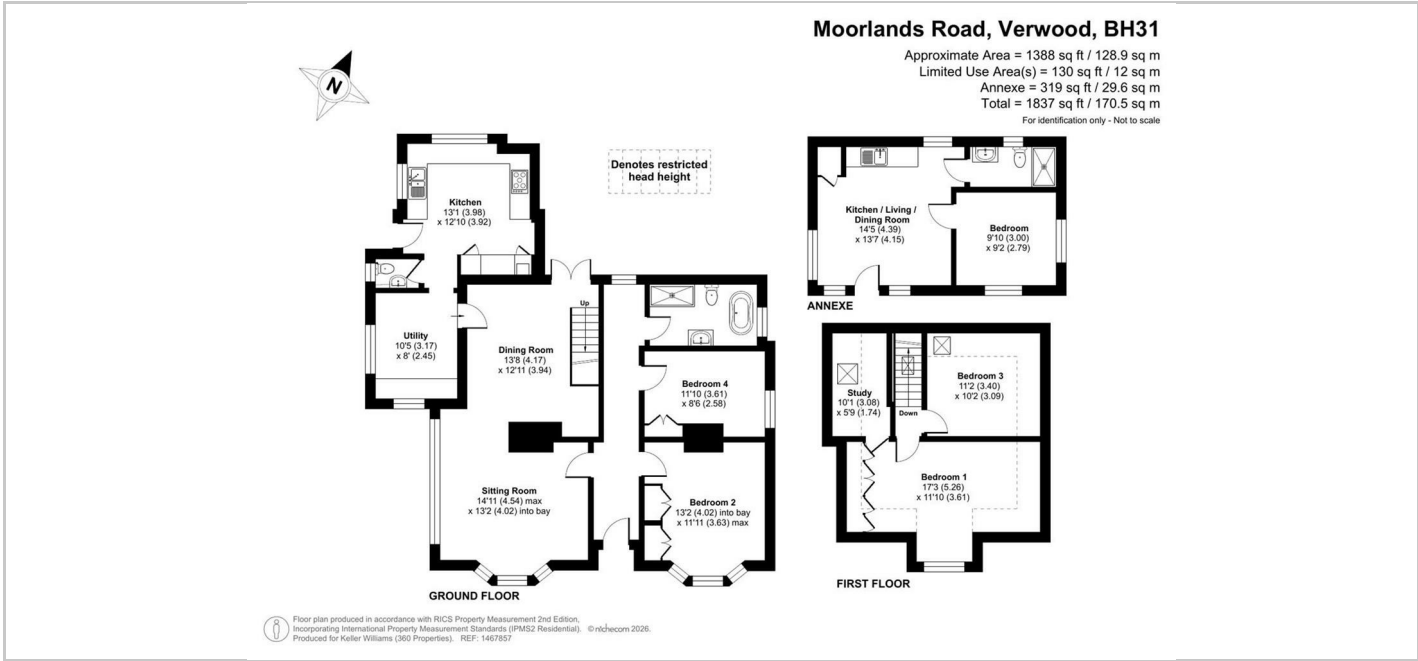 Moorlands Road, Verwood, BH31
Approximate Area = 1388 sq ft / 128.9 sq m
Limited Use Area(s) = 130 sq ft / 12 sq m
Annexe = 319 sq ft / 29.6 sq m
Total = 1837 sq ft / 170.5 sq m
For identification only - Not to scale
N
Denotes restricted
head height
Kitchen
13'1 (3.98)
x 12'10 (3.92)
Utility
10'5 (3.17)
x 8' (2.45)
Dining Room
13'8 (4.17)
x 12'11 (3.94)
Up
Bedroom 4
11'10 (3.61)
x 8'6 (2.58)
Sitting Room
14'11 (4.54) max
x 13'2 (4.02) into bay
Bedroom 2
13'2 (4.02) into bay
x 11'11 (3.63) max
GROUND FLOOR
Kitchen / Living /
Dining Room
14'5 (4.39)
x 13'7 (4.15)
Bedroom
9'10 (3.00)
x 9'2 (2.79)
ANNEXE
Study
10'1 (3.08)
x 5'9 (1.74)
Down
Bedroom 3
11'2 (3.40)
x 10'2 (3.09)
Bedroom 1
17'3 (5.26)
x 11'10 (3.61)
FIRST FLOOR
Floor plan produced in accordance with RICS Property Measurement 2nd Edition,
Incorporating International Property Measurement Standards (IPMS2 Residential). © nichecom 2026.
Produced for Keller Williams (360 Properties). REF: 1467857